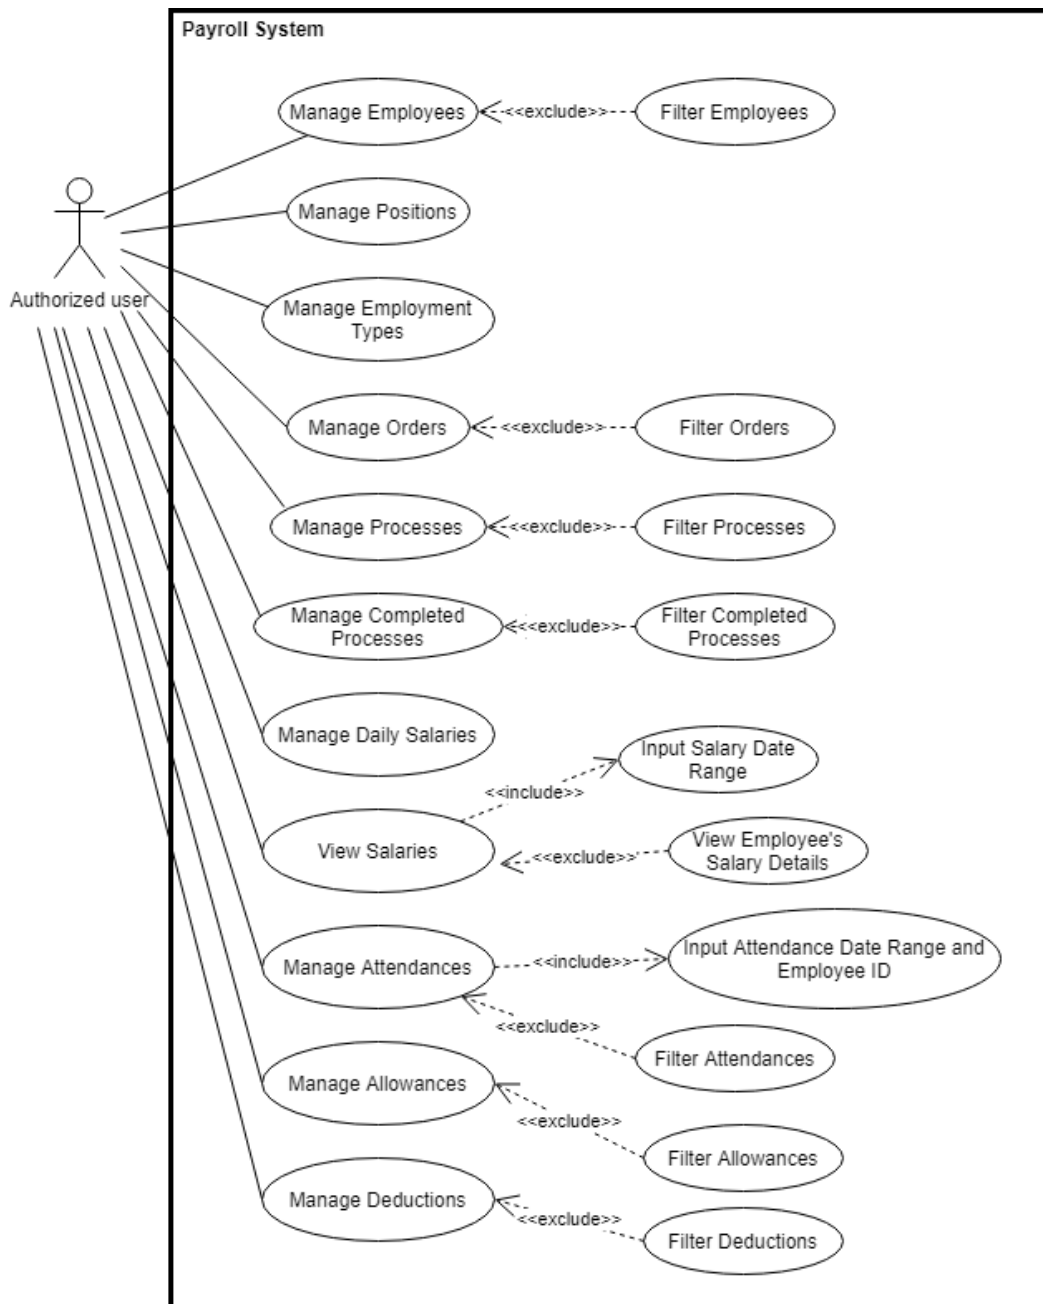 Payroll System
Manage Employees
<<exclude>>
Filter Employees
Manage Positions
Authorized user
Manage Employment
Types
Manage Orders
<<exclude>>
Filter Orders
Manage Processes
<<exclude>>
Filter Processes
Manage Completed
Processes
<<exclude>>
Filter Completed
Processes
Manage Daily Salaries
Input Salary Date
Range
<<include>>
View Salaries
<<exclude>>
View Employee's
Salary Details
Manage Attendances
<<include>>
Input Attendance Date Range and
Employee ID
<<exclude>>
Filter Attendances
Manage Allowances
<<exclude>>
Filter Allowances
Manage Deductions
<<exclude>>
Filter Deductions